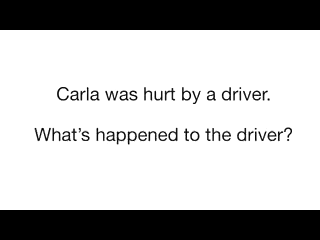 Carla was hurt by a driver.
What’s happened to the driver?